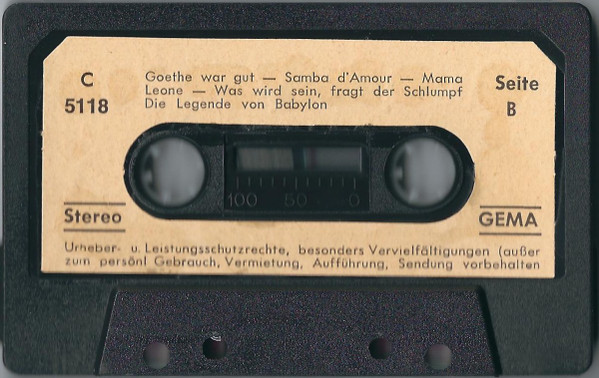 C
5118
Goethe war gut — Samba d'Amour — Mama
Leone — Was wird sein, fragt der Schlumpf
Die Legende von Babylon
Seite
B
100 50 0
Stereo
GEMA
Urheber- u. Leistungsschutzrechte, besonders Vervielfältigungen (außer
zum persönl Gebrauch, Vermietung, Aufführung, Sendung vorbehalten